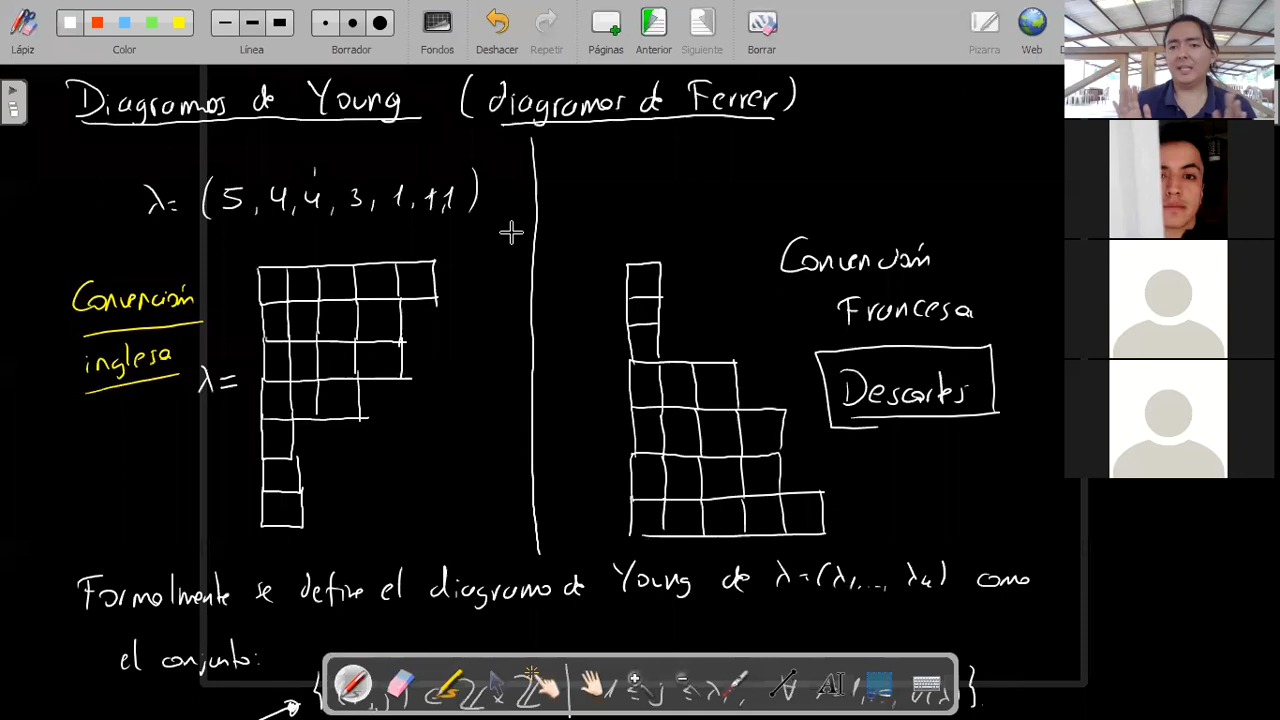 Lápiz Color Línea Borrador Fondos Deshacer Repetir Páginas Anterior Siguiente Borrar Pizarra Web
Diagramas de Young (diagramas de Ferrer)
λ= (5, 4, 4, 3, 1, 1, 1)
Convención
inglesa
λ=
Convención
Francesa
Descartes
Formalmente se define el diagrama de Young de λ=(λ1,..., λk) como
el conjunto: